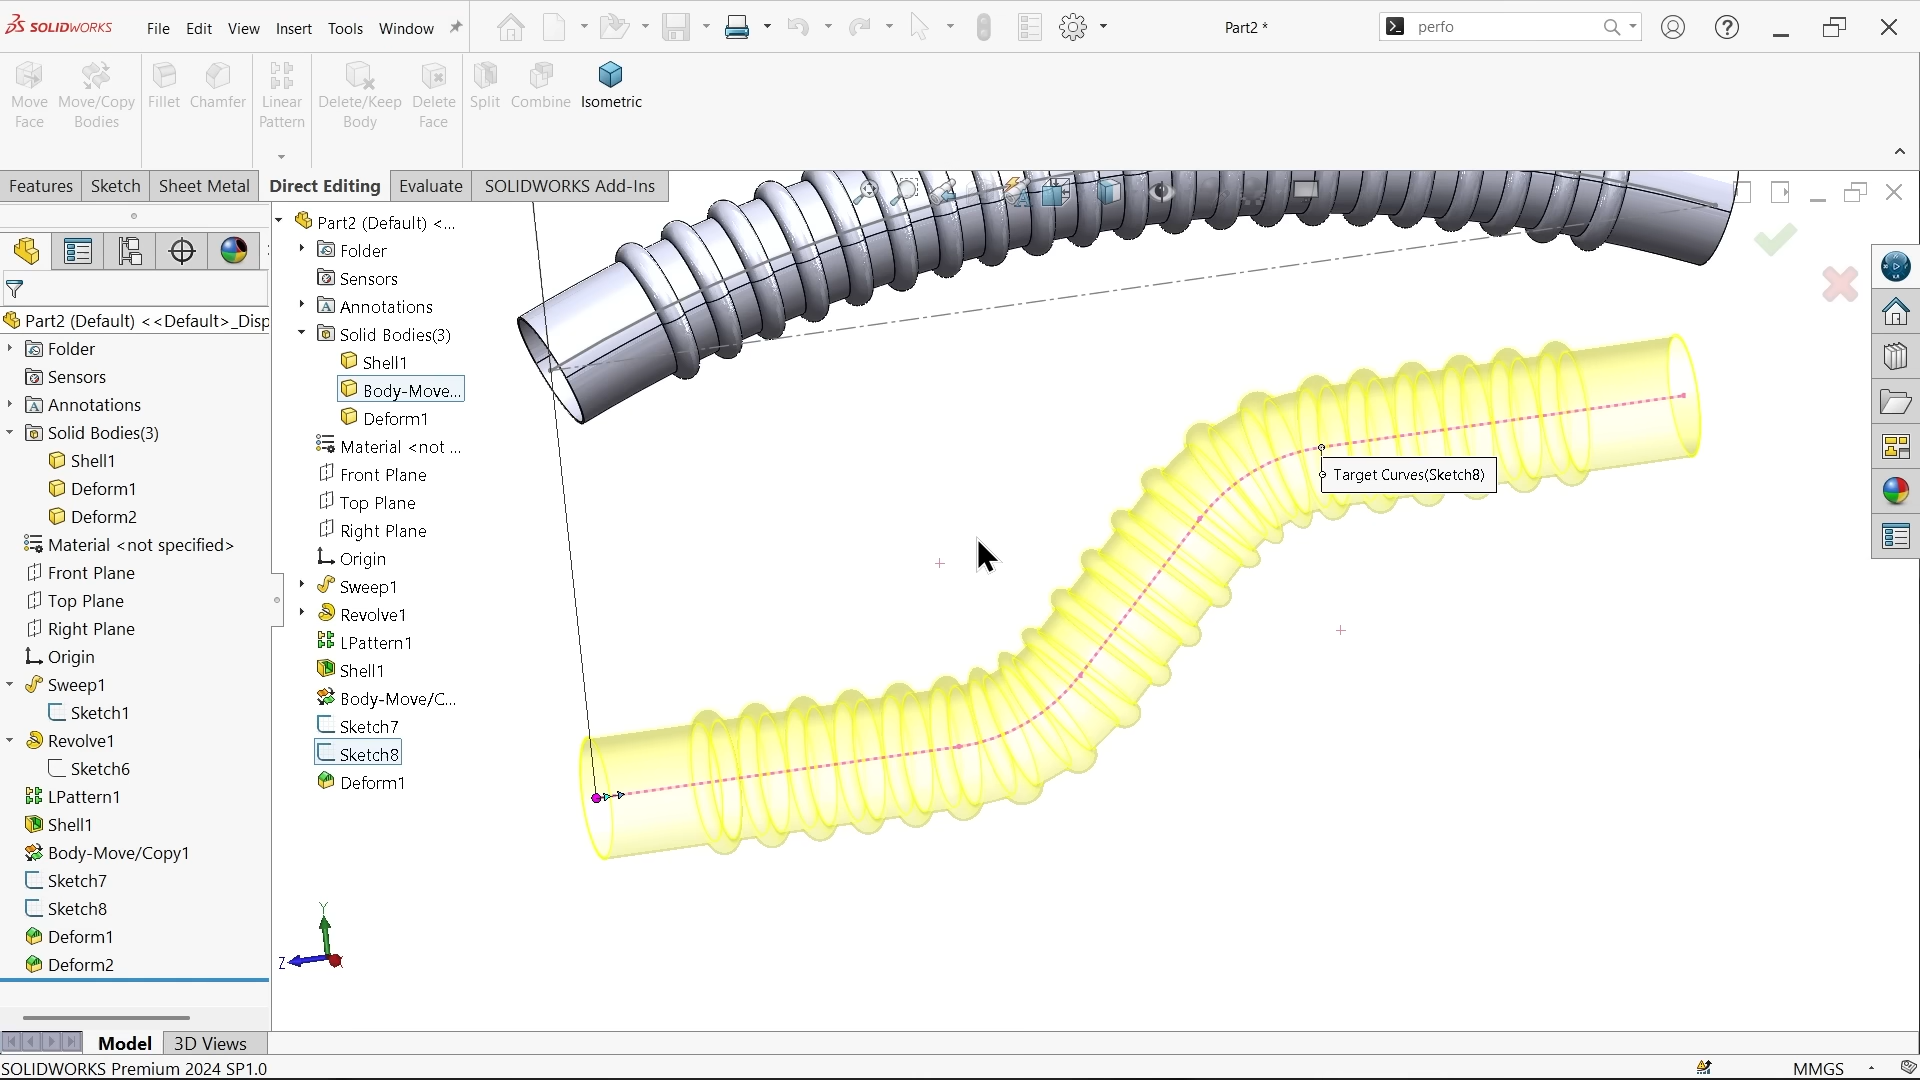 SOLIDWORKS File Edit View Insert Tools Window Part2 * perfo
Move Face
Move/Copy Bodies
Fillet
Chamfer
Linear Pattern
Delete/Keep Body
Delete Face
Split
Combine
Isometric
Features Sketch Sheet Metal Direct Editing Evaluate SOLIDWORKS Add-Ins
Part2 (Default) <<Default>_Disp
Folder
Sensors
Annotations
Solid Bodies(3)
Shell1
Deform1
Deform2
Material <not specified>
Front Plane
Top Plane
Right Plane
Origin
Sweep1
Sketch1
Revolve1
Sketch6
LPattern1
Shell1
Body-Move/Copy1
Sketch7
Sketch8
Deform1
Deform2
Part2 (Default) <...
Folder
Sensors
Annotations
Solid Bodies(3)
Shell1
Body-Move...
Deform1
Material <not ...
Front Plane
Top Plane
Right Plane
Origin
Sweep1
Revolve1
LPattern1
Shell1
Body-Move/C...
Sketch7
Sketch8
Deform1
Target Curves(Sketch8)
Y
Z
Model 3D Views
SOLIDWORKS Premium 2024 SP1.0 MMGS